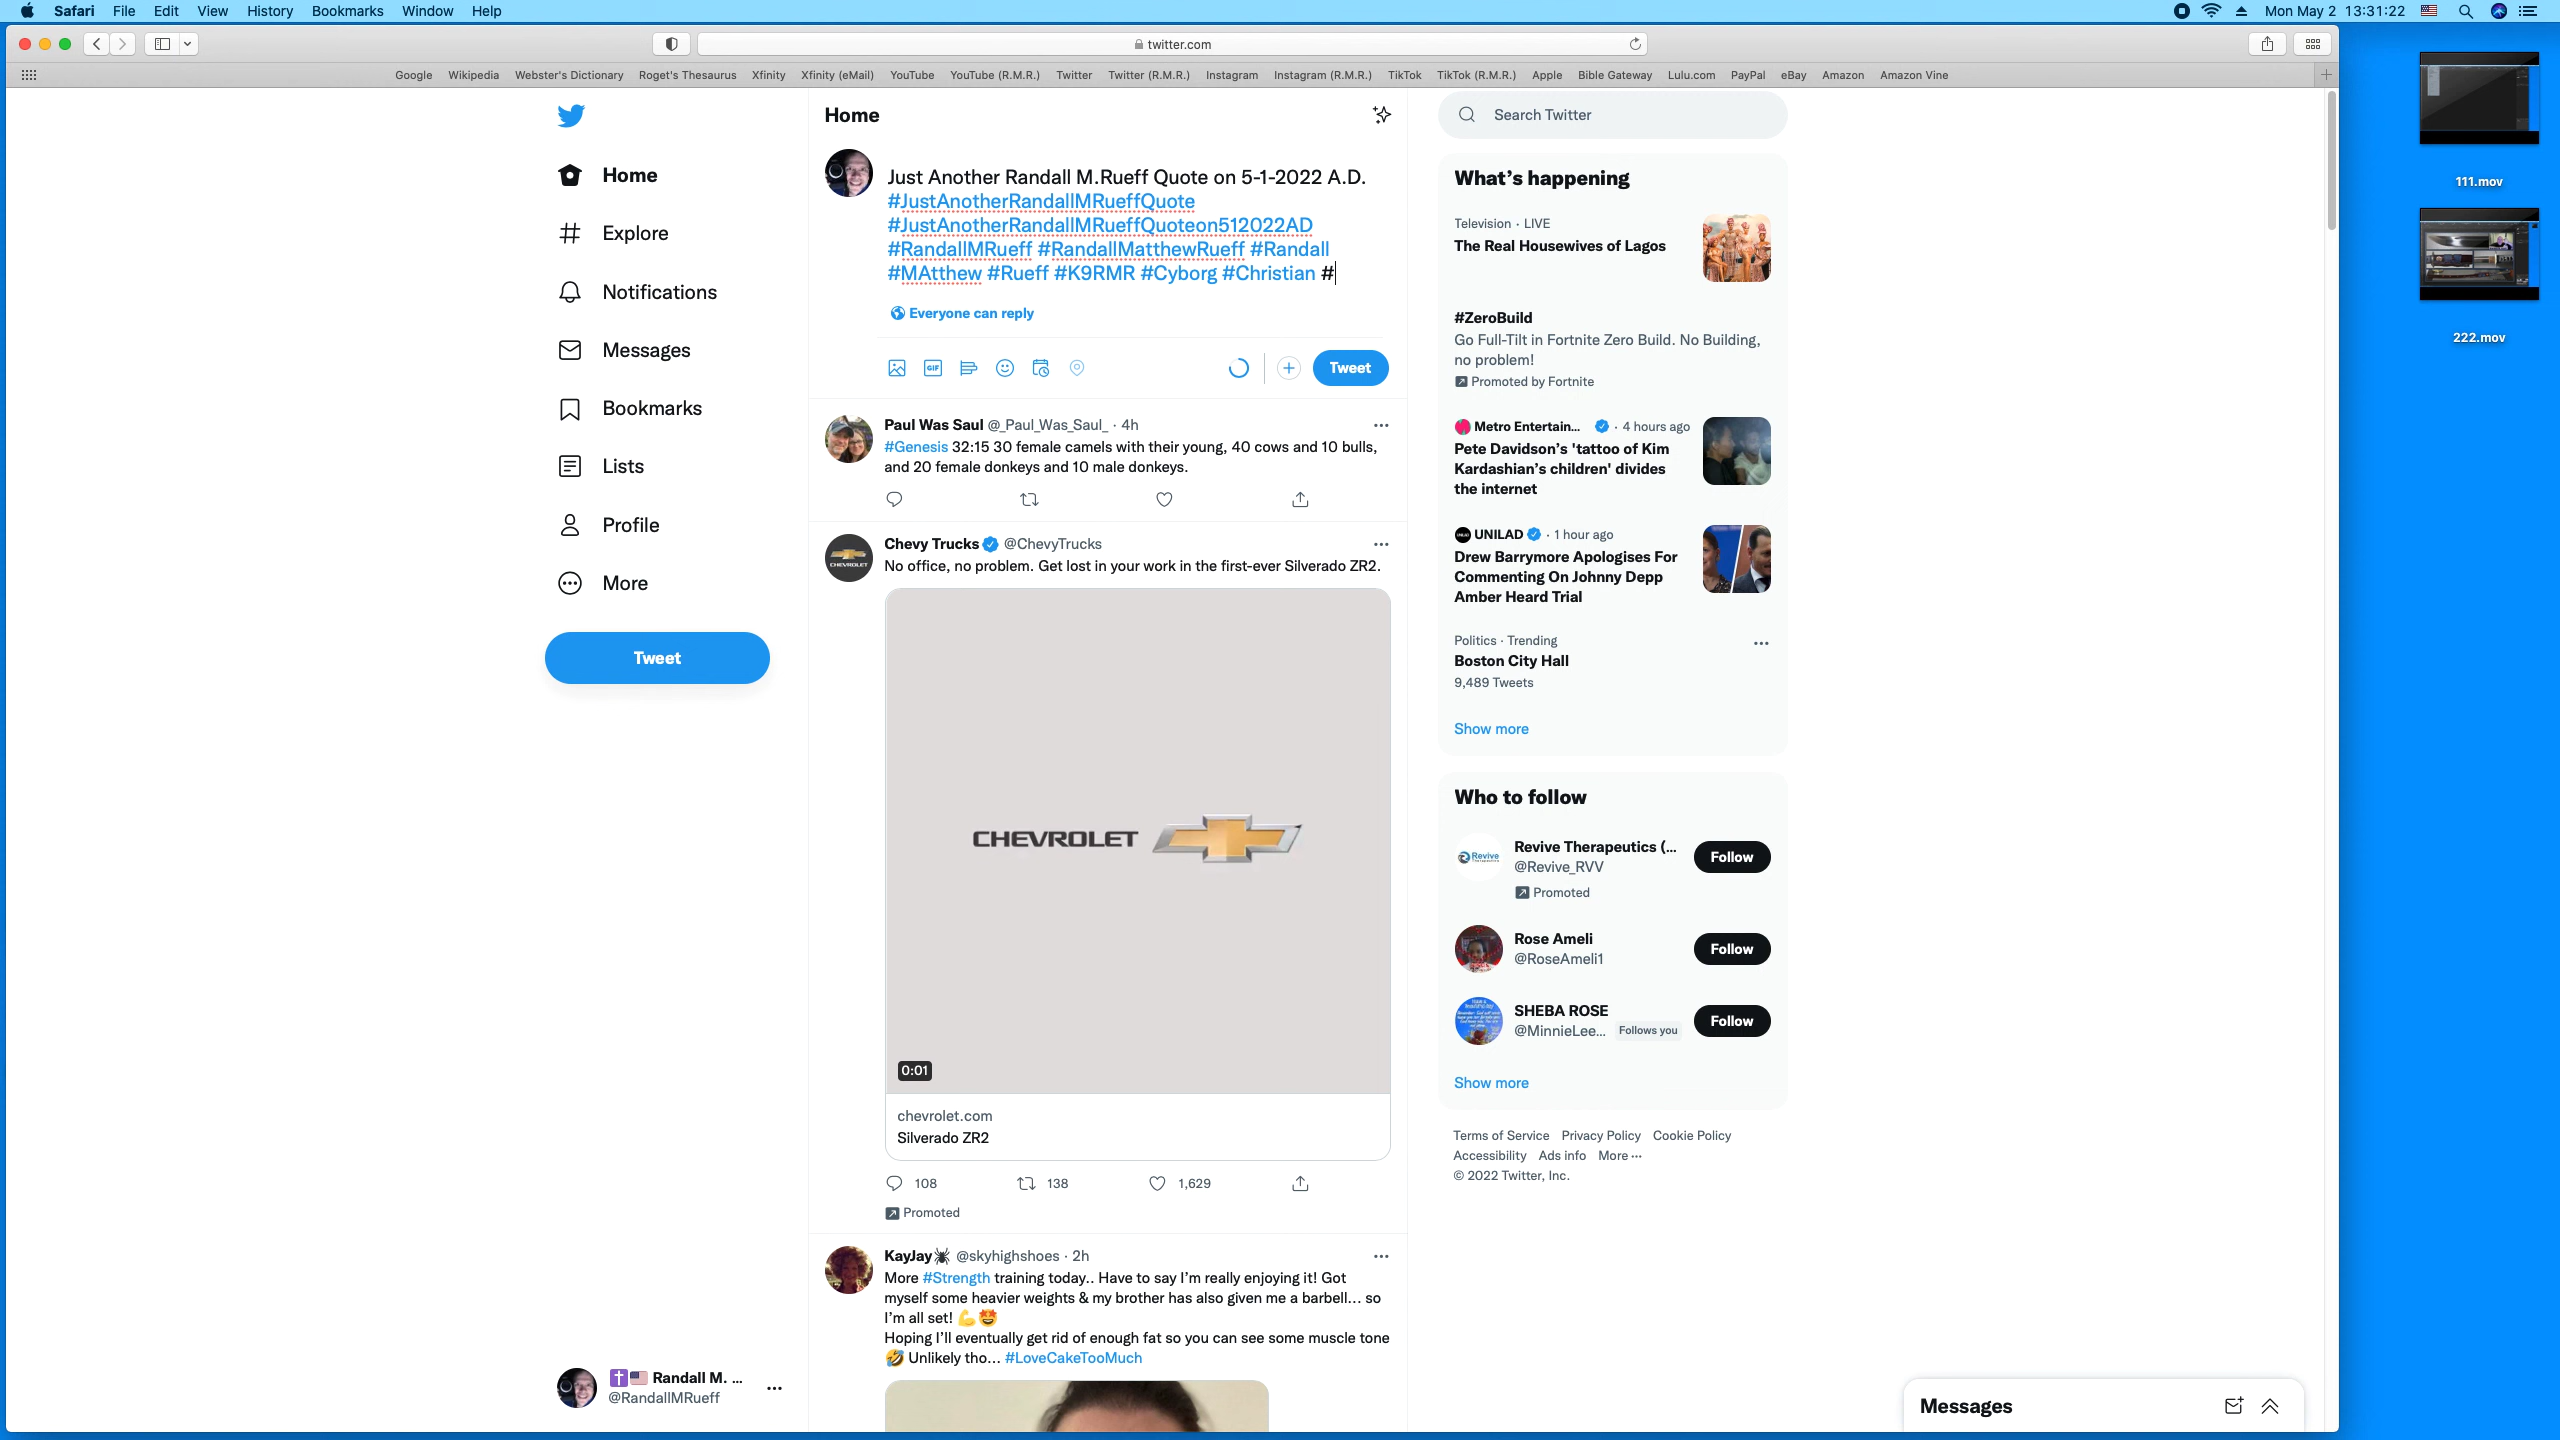 Safari File Edit View History Bookmarks Window Help
Mon May 2 13:31:22
twitter.com
Google Wikipedia Webster's Dictionary Roget's Thesaurus Xfinity Xfinity (eMail) YouTube YouTube (R.M.R.) Twitter Twitter (R.M.R.) Instagram Instagram (R.M.R.) TikTok TikTok (R.M.R.) Apple Bible Gateway Lulu.com PayPal eBay Amazon Amazon Vine
111.mov
222.mov
Home
Explore
Notifications
Messages
Bookmarks
Lists
Profile
More
Tweet
Randall M. ...
@RandallMRueff
Home
Just Another Randall M.Rueff Quote on 5-1-2022 A.D.
#JustAnotherRandallMRueffQuote
#JustAnotherRandallMRueffQuoteon512022AD
#RandallMRueff #RandallMatthewRueff #Randall
#MAtthew #Rueff #K9RMR #Cyborg #Christian #
Everyone can reply
GIF
Tweet
Paul Was Saul @_Paul_Was_Saul_ · 4h
#Genesis 32:15 30 female camels with their young, 40 cows and 10 bulls,
and 20 female donkeys and 10 male donkeys.
CHEVROLET
Chevy Trucks @ChevyTrucks
No office, no problem. Get lost in your work in the first-ever Silverado ZR2.
CHEVROLET
0:01
chevrolet.com
Silverado ZR2
108 138 1,629
Promoted
KayJay @skyhighshoes · 2h
More #Strength training today.. Have to say I'm really enjoying it! Got
myself some heavier weights & my brother has also given me a barbell... so
I'm all set! 💪🤩
Hoping I'll eventually get rid of enough fat so you can see some muscle tone
🤣 Unlikely tho... #LoveCakeTooMuch
Search Twitter
What's happening
Television · LIVE
The Real Housewives of Lagos
#ZeroBuild
Go Full-Tilt in Fortnite Zero Build. No Building,
no problem!
Promoted by Fortnite
Metro Entertain... · 4 hours ago
Pete Davidson's 'tattoo of Kim
Kardashian's children' divides
the internet
UNILAD · 1 hour ago
Drew Barrymore Apologises For
Commenting On Johnny Depp
Amber Heard Trial
Politics · Trending
Boston City Hall
9,489 Tweets
Show more
Who to follow
Revive
Revive Therapeutics (...
@Revive_RVV
Promoted
Follow
Rose Ameli
@RoseAmeli1
Follow
SHEBA ROSE
@MinnieLee... Follows you
Follow
Show more
Terms of Service Privacy Policy Cookie Policy
Accessibility Ads info More ...
© 2022 Twitter, Inc.
Messages